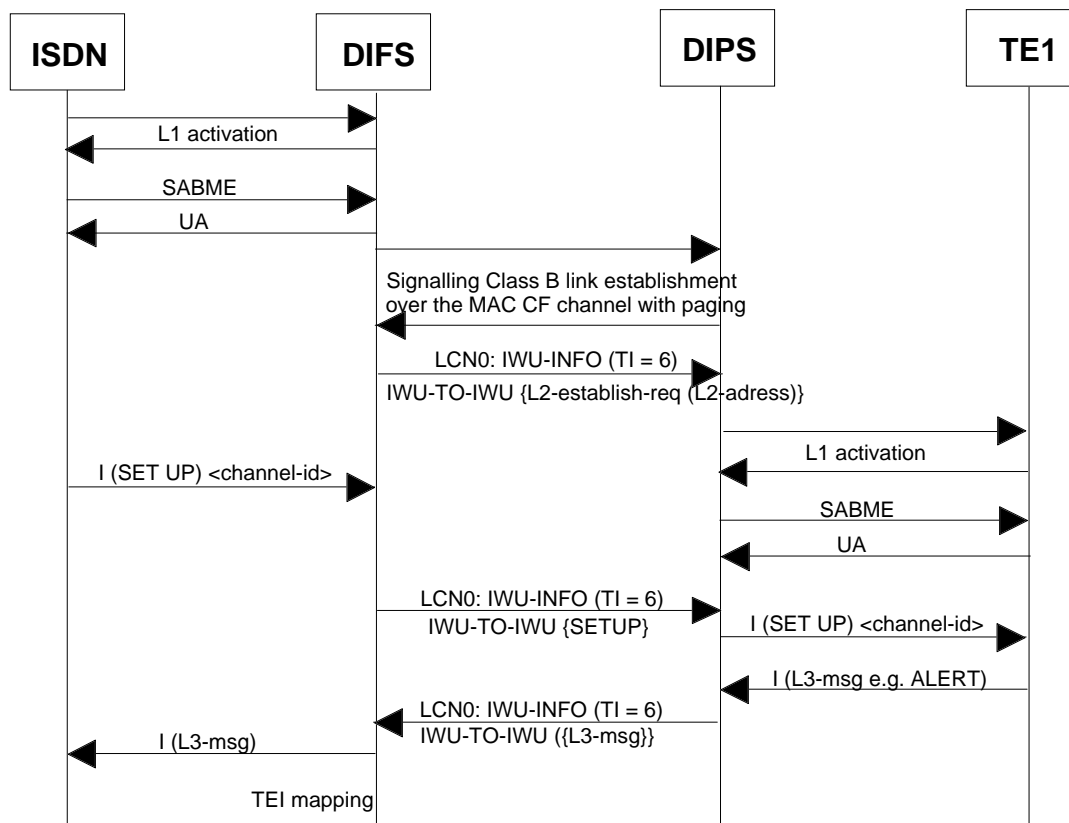 ISDN
DIFS
DIPS
TE1
L1 activation
SABME
UA
Signalling Class B link establishment
over the MAC CF channel with paging
LCN0: IWU-INFO (TI = 6)
IWU-TO-IWU {L2-establish-req (L2-adress)}
L1 activation
I (SET UP) <channel-id>
SABME
UA
LCN0: IWU-INFO (TI = 6)
IWU-TO-IWU {SETUP}
I (SET UP) <channel-id>
I (L3-msg e.g. ALERT)
LCN0: IWU-INFO (TI = 6)
IWU-TO-IWU ({L3-msg}}
I (L3-msg)
TEI mapping